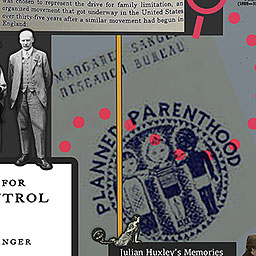 was chosen to represent the drive for family limitation, an
organized movement that got underway in the United States
over thirty-five years after a similar movement had begun in
England:
MARGARET SANGER
RESEARCH BUREAU
PLANNED PARENTHOOD
FOR
TROL
NGER
Julian Huxley's Memories